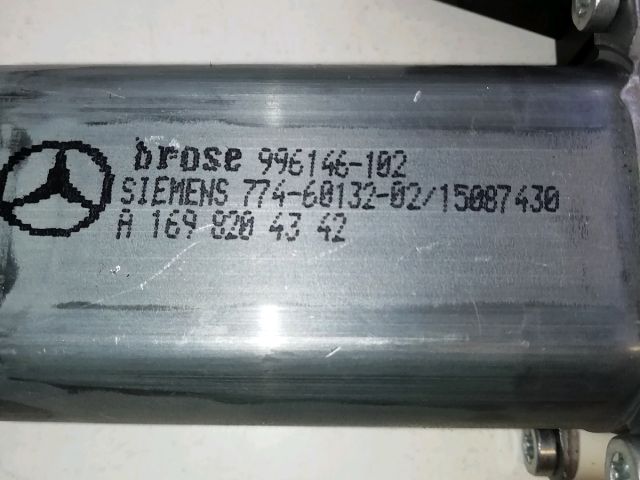 brose 996146-102
SIEMENS 774-60132-02/15087430
A 169 820 43 42